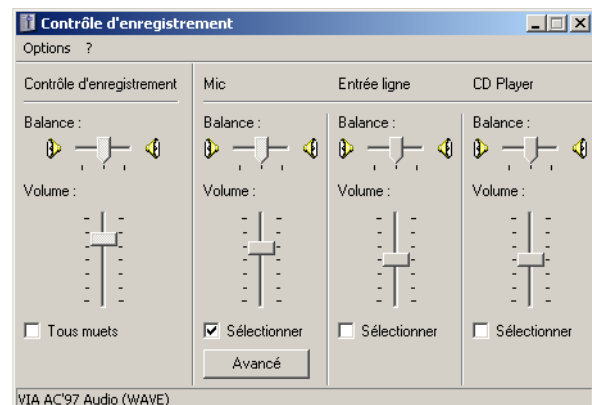 Contrôle d'enregistrement
Options ?
Contrôle d'enregistrement Mic Entrée ligne CD Player
Balance : Balance : Balance : Balance :
Volume : Volume : Volume : Volume :
Tous muets Sélectionner Sélectionner Sélectionner
Avancé
VIA AC'97 Audio (WAVE)